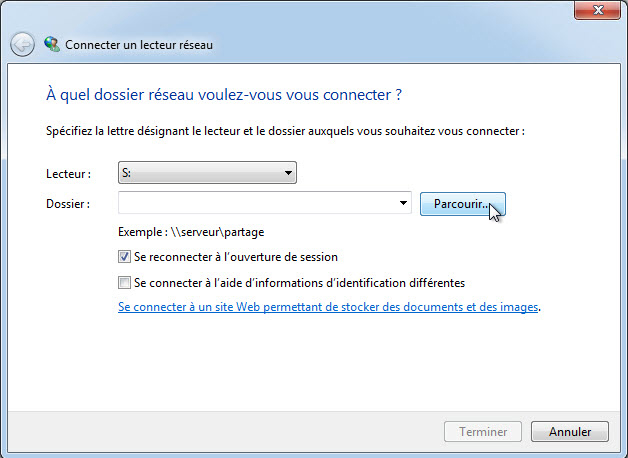 Connecter un lecteur réseau
À quel dossier réseau voulez-vous vous connecter ?
Spécifiez la lettre désignant le lecteur et le dossier auxquels vous souhaitez vous connecter :
Lecteur : S:
Dossier : Parcourir...
Exemple : \\serveur\partage
Se reconnecter à l'ouverture de session
Se connecter à l'aide d'informations d'identification différentes
Se connecter à un site Web permettant de stocker des documents et des images.
Terminer Annuler